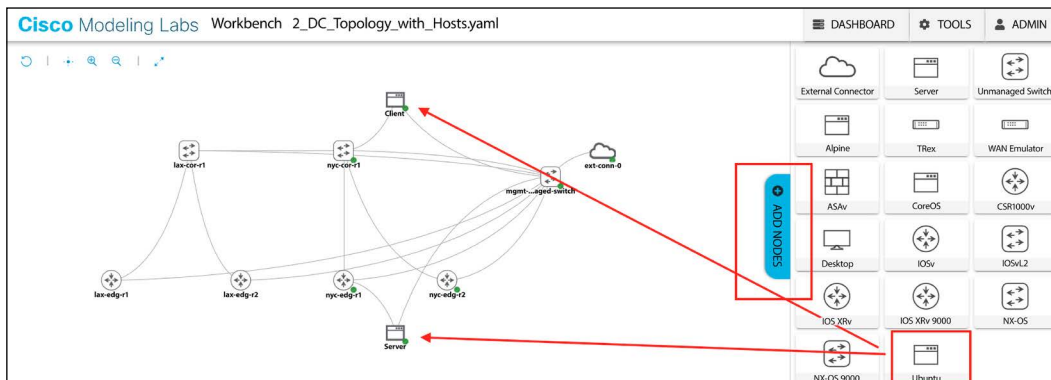 Cisco Modeling Labs Workbench 2_DC_Topology_with_Hosts.yaml
DASHBOARD
TOOLS
ADMIN
Client
lax-cor-r1
nyc-cor-r1
ext-conn-0
mgmt-...aged-switch
lax-edg-r1
lax-edg-r2
nyc-edg-r1
nyc-edg-r2
Server
ADD NODES
External Connector
Server
Unmanaged Switch
Alpine
TRex
WAN Emulator
ASAv
CoreOS
CSR1000v
Desktop
IOSv
IOSvL2
IOS XRv
IOS XRv 9000
NX-OS
NX-OS 9000
Ubuntu